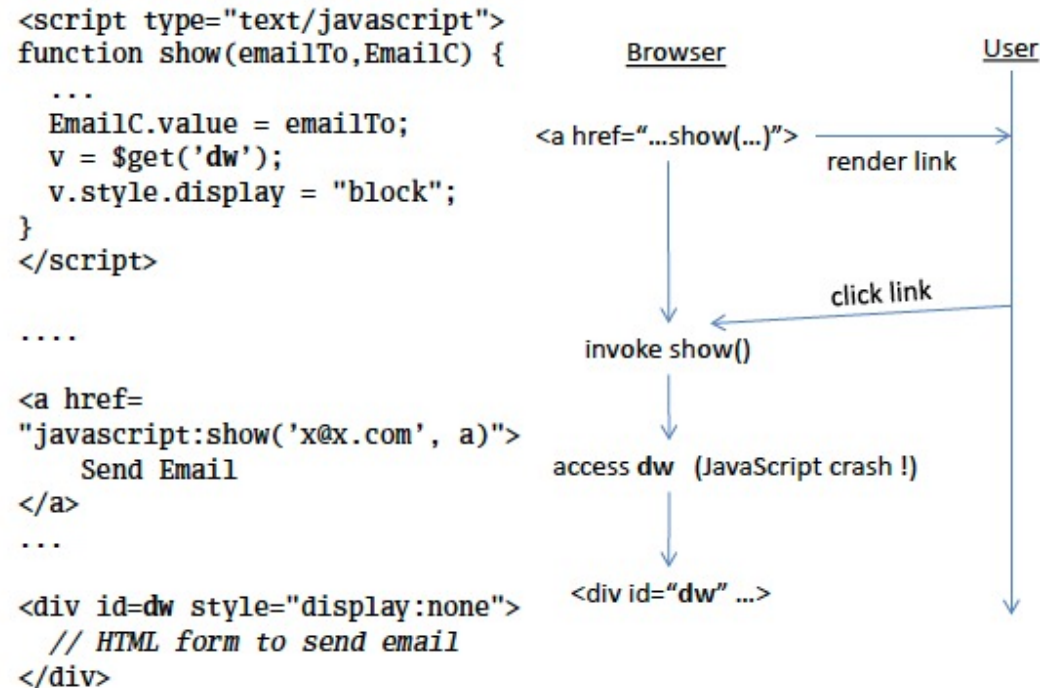 <script type="text/javascript">
function show(emailTo,EmailC) {
...
EmailC.value = emailTo;
v = $get('dw');
v.style.display = "block";
}
</script>
....
<a href=
"javascript:show('x@x.com', a)">
Send Email
</a>
...
<div id=dw style="display:none">
// HTML form to send email
</div>
Browser
User
<a href="...show(...)">
render link
click link
invoke show()
access dw (JavaScript crash !)
<div id="dw" ...>